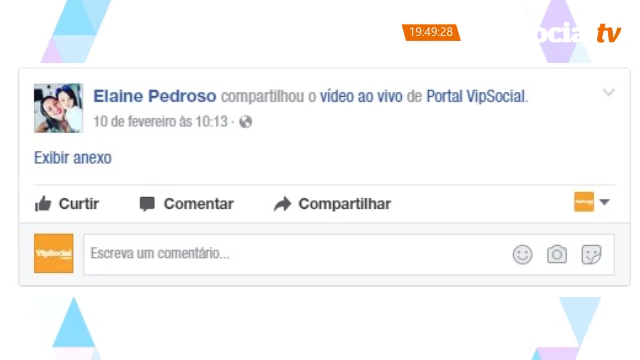 19:49:28
ocial tv
Elaine Pedroso compartilhou o vídeo ao vivo de Portal VipSocial.
10 de fevereiro às 10:13 ·
Exibir anexo
Curtir Comentar Compartilhar
VipSocial Escreva um comentário...